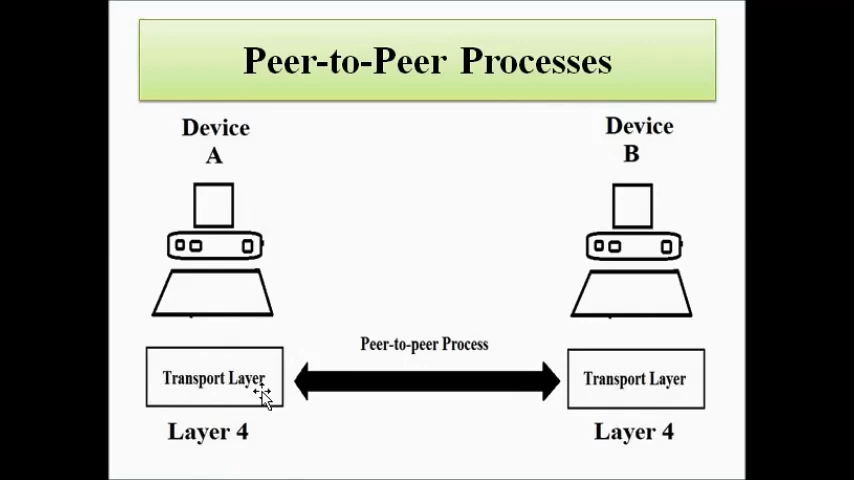 Peer-to-Peer Processes
Device
A
Device
B
Peer-to-peer Process
Transport Layer
Transport Layer
Layer 4
Layer 4